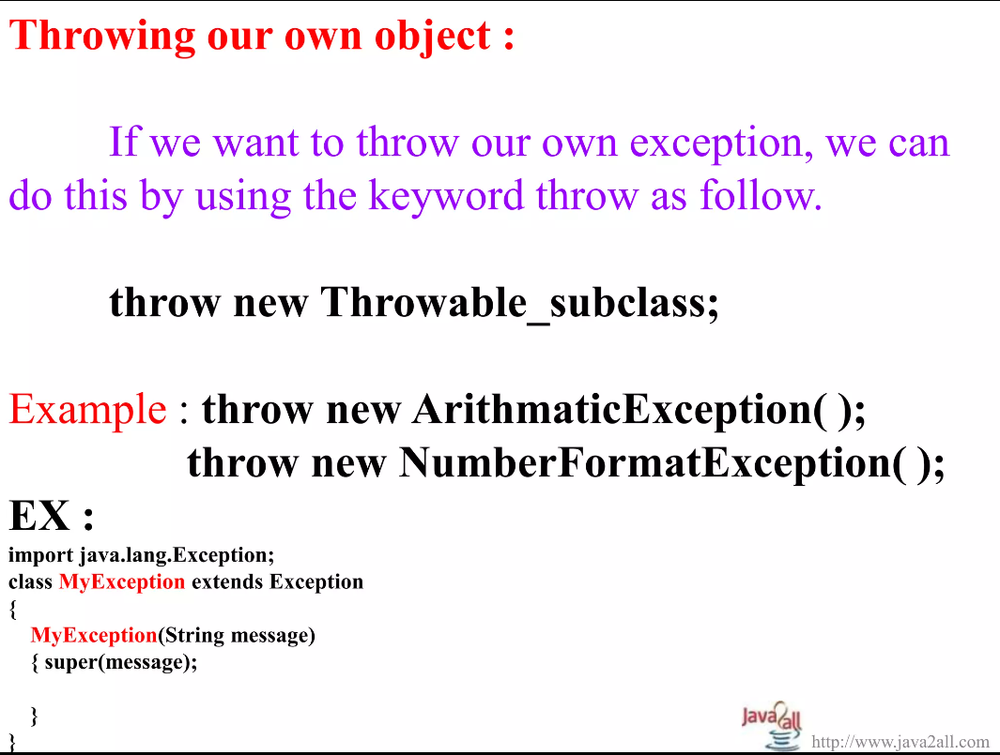 Throwing our own object :
If we want to throw our own exception, we can
do this by using the keyword throw as follow.
throw new Throwable_subclass;
Example : throw new ArithmaticException( );
throw new NumberFormatException( );
EX :
import java.lang.Exception;
class MyException extends Exception
{
MyException(String message)
{ super(message);
}
}
Java2all
http://www.java2all.com